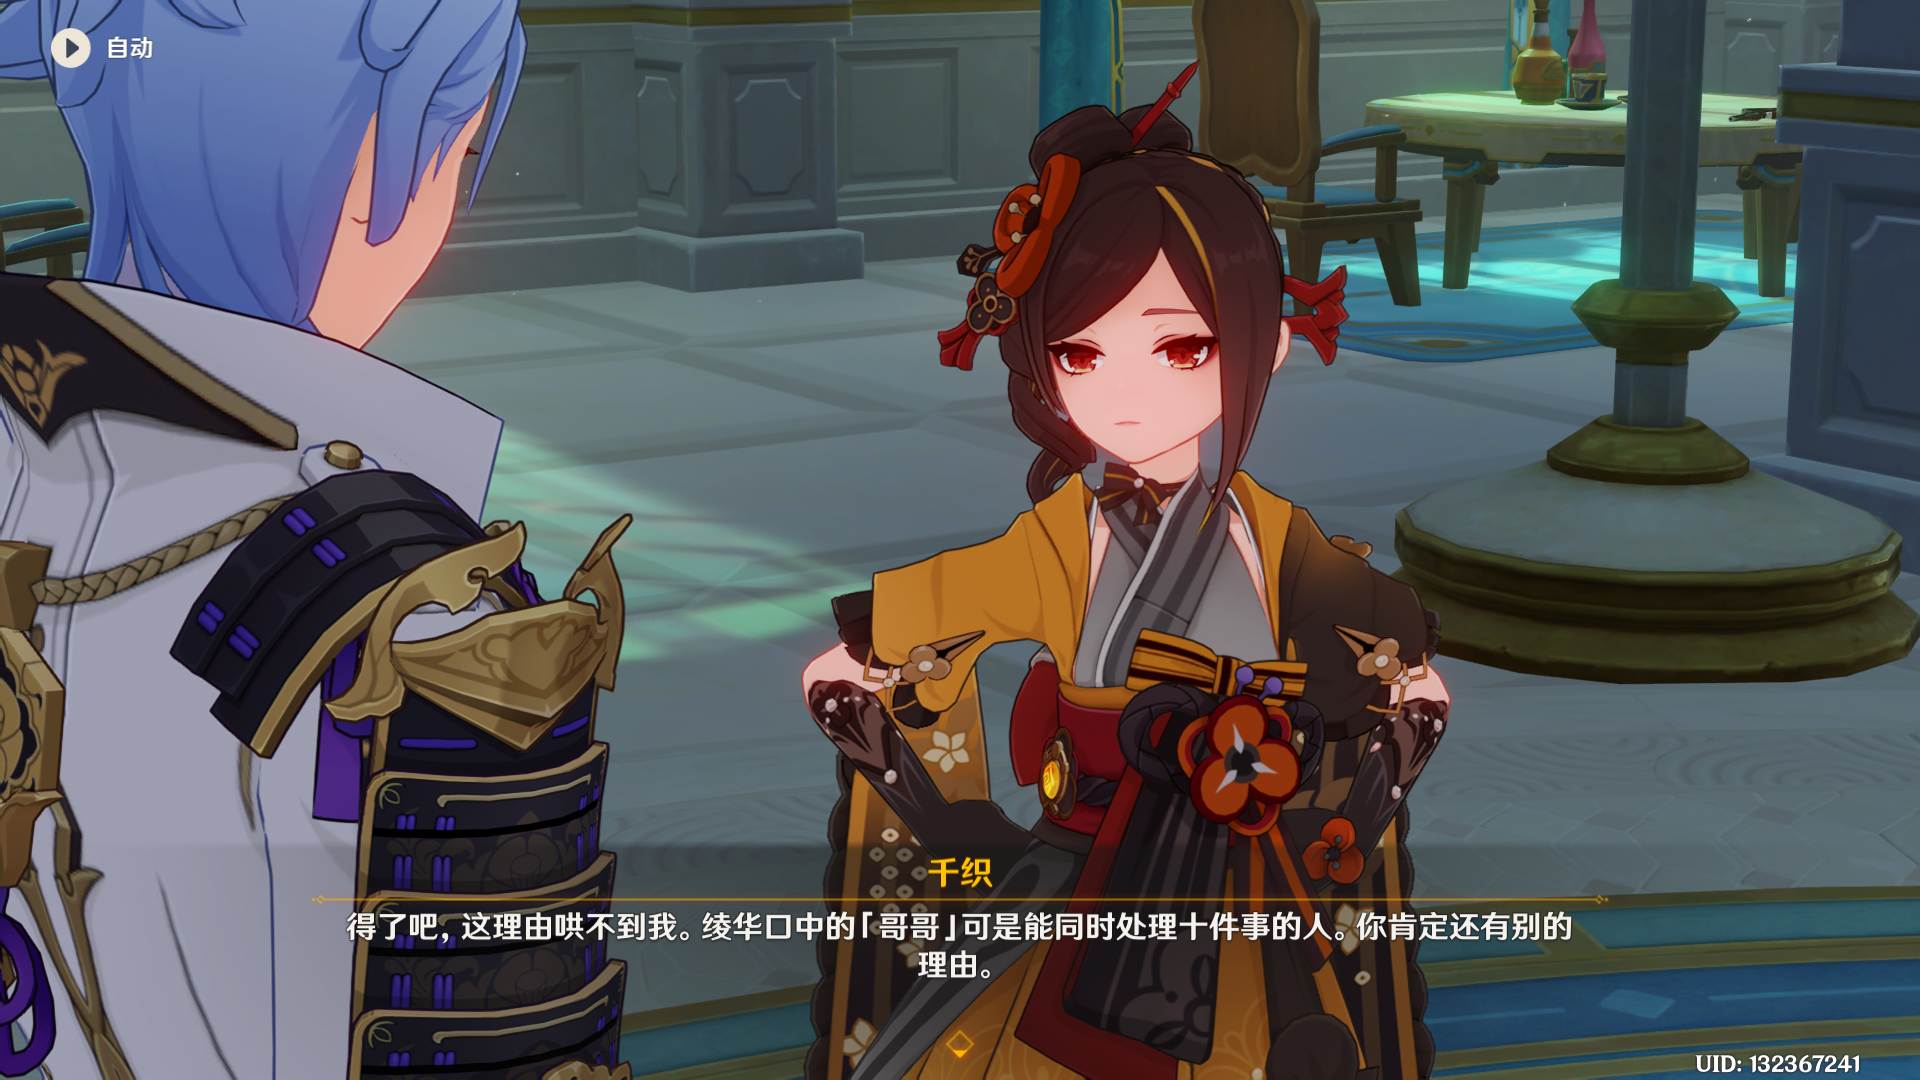 自动
千织
得了吧，这理由哄不到我。绫华口中的「哥哥」可是能同时处理十件事的人。你肯定还有别的
理由。
UID: 132367241